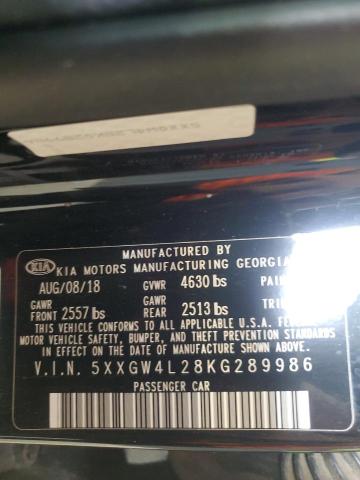 MANUFACTURED BY
KIA KIA MOTORS MANUFACTURING GEORGIA
AUG/08/18 GVWR 4630 lbs
GAWR FRONT 2557 lbs GAWR REAR 2513 lbs
THIS VEHICLE CONFORMS TO ALL APPLICABLE U.S.A. FE
MOTOR VEHICLE SAFETY, BUMPER, AND THEFT PREVENTION STANDARDS
IN EFFECT ON THE DATE OF MANUFACTURE SHOWN ABOVE.
V.I.N. 5XXGW4L28KG289986
PASSENGER CAR